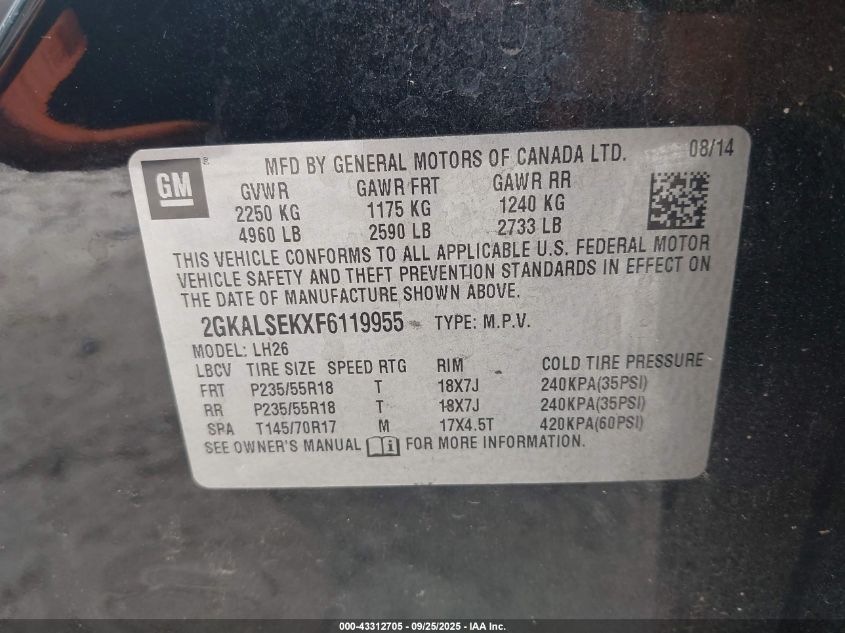 MFD BY GENERAL MOTORS OF CANADA LTD. 08/14
GM ®
GVWR GAWR FRT GAWR RR
2250 KG 1175 KG 1240 KG
4960 LB 2590 LB 2733 LB
THIS VEHICLE CONFORMS TO ALL APPLICABLE U.S. FEDERAL MOTOR
VEHICLE SAFETY AND THEFT PREVENTION STANDARDS IN EFFECT ON
THE DATE OF MANUFACTURE SHOWN ABOVE.
2GKALSEKXF6119955 TYPE: M.P.V.
MODEL: LH26
LBCV TIRE SIZE SPEED RTG RIM COLD TIRE PRESSURE
FRT P235/55R18 T 18X7J 240KPA(35PSI)
RR P235/55R18 T 18X7J 240KPA(35PSI)
SPA T145/70R17 M 17X4.5T 420KPA(60PSI)
SEE OWNER'S MANUAL FOR MORE INFORMATION.
000-43312705 - 09/25/2025 - IAA Inc.